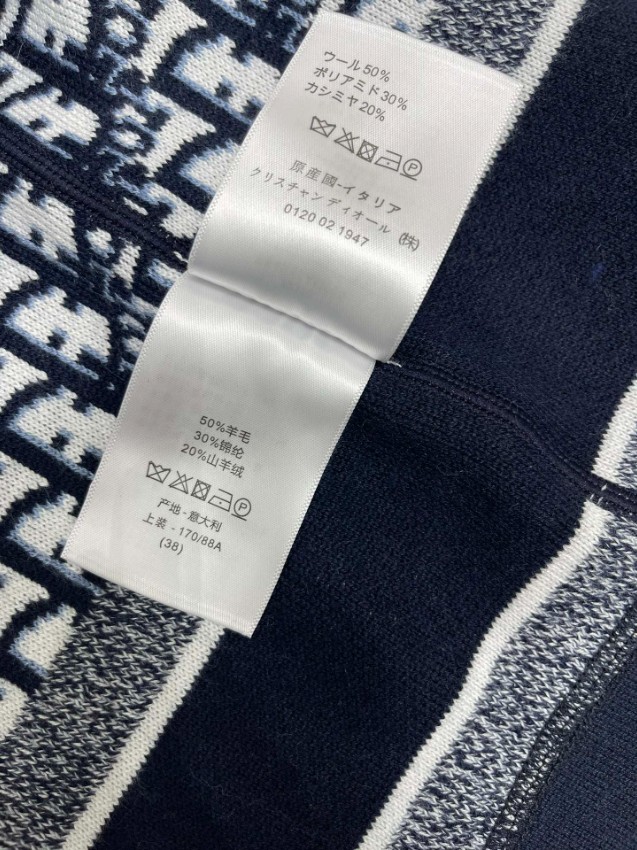 ウール50%
ポリアミド30%
カシミヤ20%
P
原産國-イタリア
クリスチャン ディオール (株)
0120 02 1947
50%羊毛
30%锦纶
20%山羊绒
P
产地-意大利
上装 - 170/88A
(38)